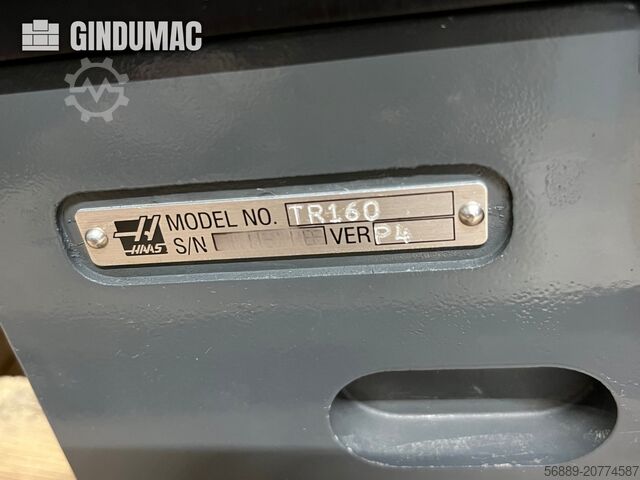 GINDUMAC
HAAS MODEL NO. TR160
S/N VER P4
56889-20774587